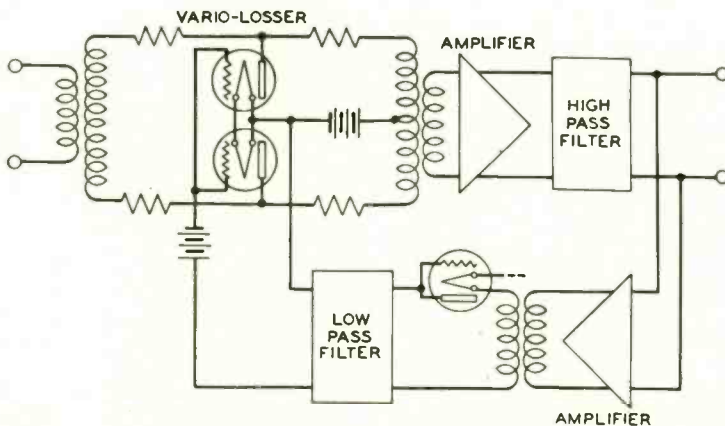 VARIO-LOSSER
AMPLIFIER
HIGH
PASS
FILTER
LOW
PASS
FILTER
AMPLIFIER